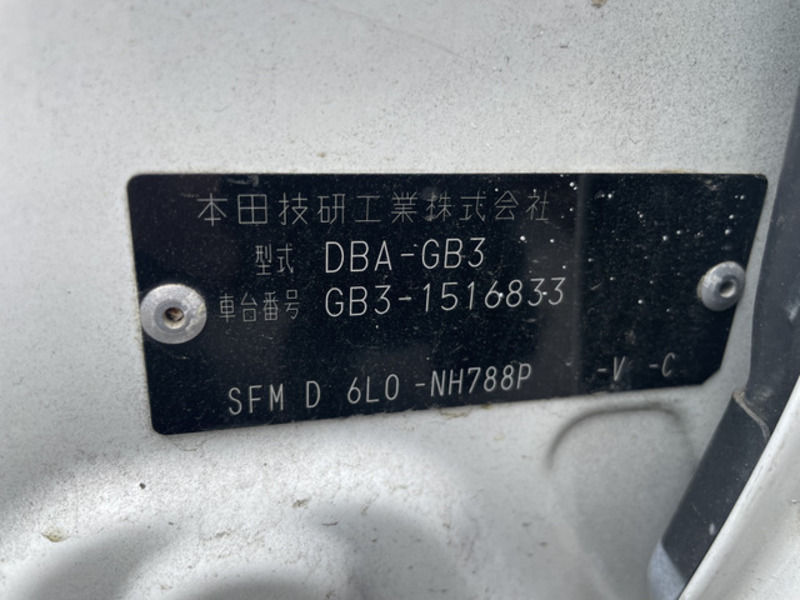 本田技研工業株式会社
型式 DBA-GB3
車台番号 GB3-1516833
SFM D 6L0 -NH788P -V -C